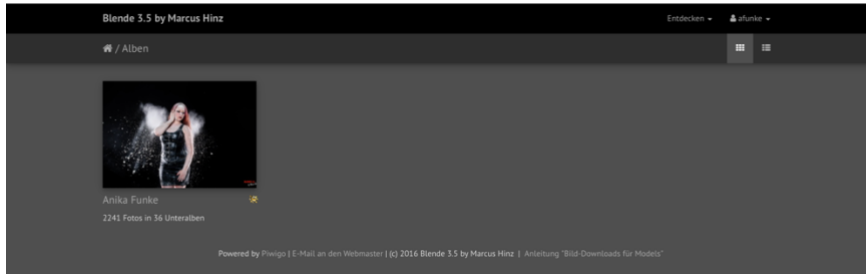 Blende 3.5 by Marcus Hinz
Entdecken
afunke
/ Alben
Anika Funke
2241 Fotos in 36 Unteralben
Powered by Piwigo | E-Mail an den Webmaster | (c) 2016 Blende 3.5 by Marcus Hinz | Anleitung "Bild-Downloads für Models"